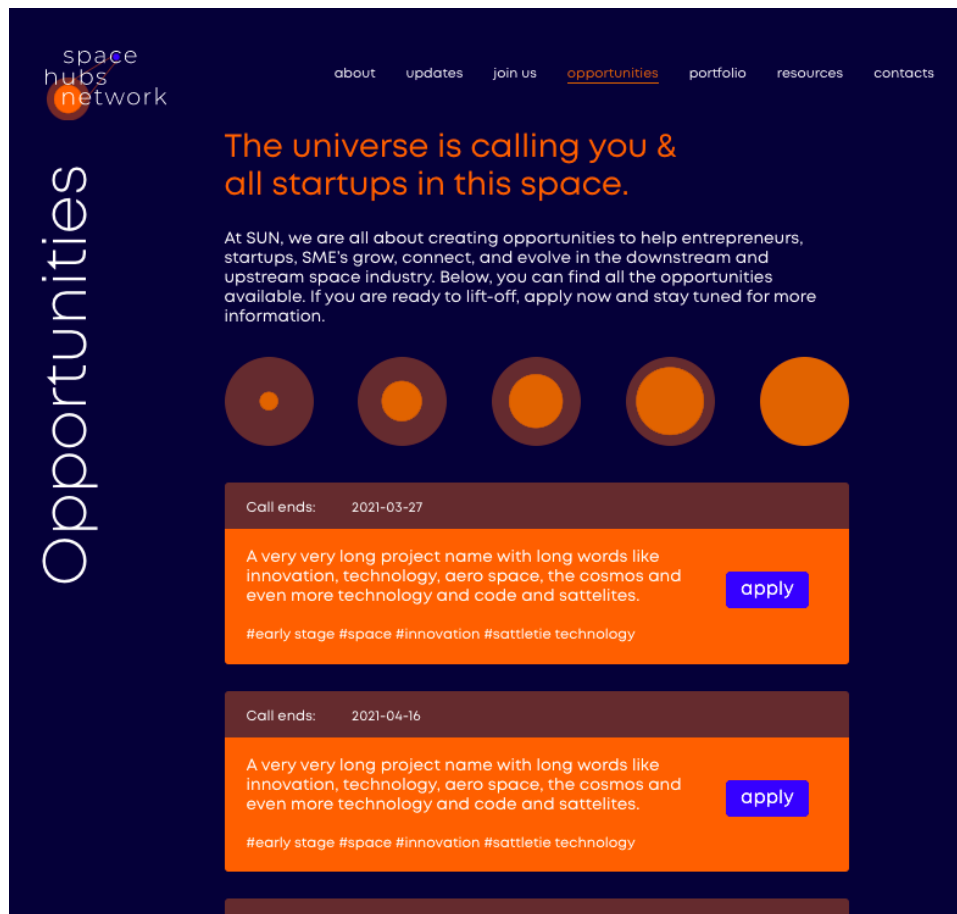 space
hubs
network
about updates join us opportunities portfolio resources contacts
Opportunities
The universe is calling you &
all startups in this space.
At SUN, we are all about creating opportunities to help entrepreneurs,
startups, SME's grow, connect, and evolve in the downstream and
upstream space industry. Below, you can find all the opportunities
available. If you are ready to lift-off, apply now and stay tuned for more
information.
Call ends: 2021-03-27
A very very long project name with long words like
innovation, technology, aero space, the cosmos and
even more technology and code and sattelites.
apply
#early stage #space #innovation #sattletie technology
Call ends: 2021-04-16
A very very long project name with long words like
innovation, technology, aero space, the cosmos and
even more technology and code and sattelites.
apply
#early stage #space #innovation #sattletie technology